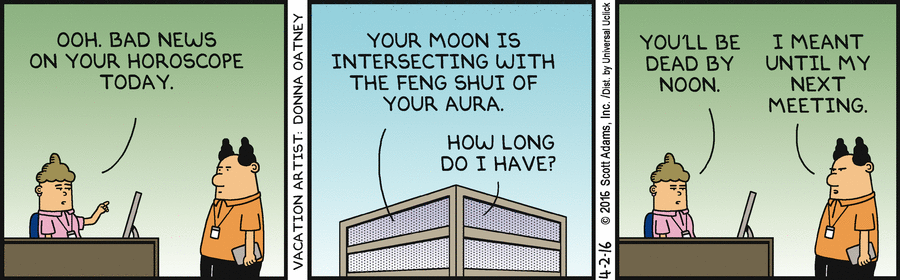 OOH. BAD NEWS
ON YOUR HOROSCOPE
TODAY.
VACATION ARTIST: DONNA OATNEY
YOUR MOON IS
INTERSECTING WITH
THE FENG SHUI OF
YOUR AURA.
HOW LONG
DO I HAVE?
4-2-16 © 2016 Scott Adams, Inc. /Dist. by Universal Uclick
YOU'LL BE
DEAD BY
NOON.
I MEANT
UNTIL MY
NEXT
MEETING.